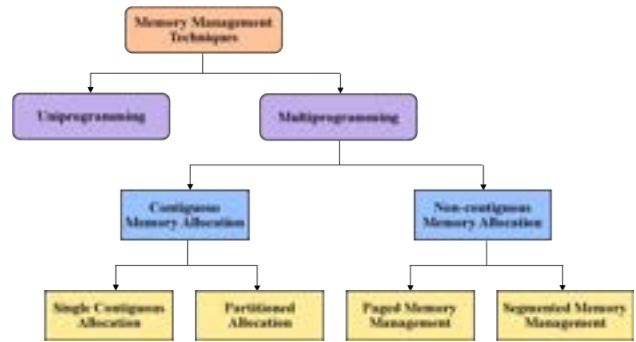 Memory Management
Techniques
Uniprogramming
Multiprogramming
Contiguous
Memory Allocation
Non-contiguous
Memory Allocation
Single Contiguous
Allocation
Partitioned
Allocation
Paged Memory
Management
Segmented Memory
Management